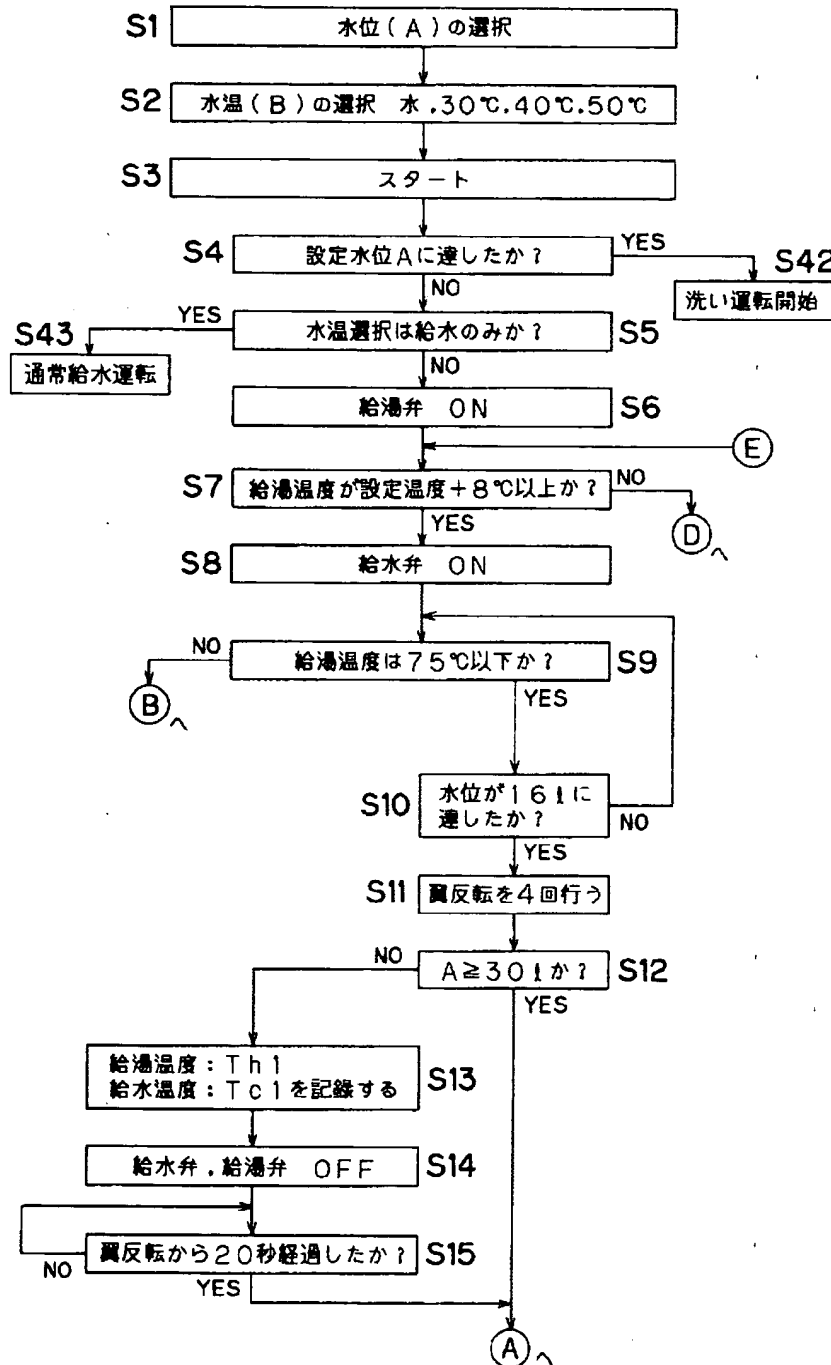 S1
水位(A)の選択
S2
水温(B)の選択 水.30℃.40℃.50℃
S3
スタート
S4
設定水位Aに達したか?
YES
S42
洗い運転開始
NO
S43
YES
水温選択は給水のみか?
S5
通常給水運転
NO
給湯弁 ON
S6
E
S7
給湯温度が設定温度+8℃以上か?
NO
YES
Dへ
S8
給水弁 ON
NO
給湯温度は75℃以下か?
S9
Bへ
YES
S10
水位が16lに
達したか?
NO
YES
S11
翼反転を4回行う
NO
A≧30lか?
S12
YES
給湯温度:Th1
給水温度:Tc1を記録する
S13
給水弁.給湯弁 OFF
S14
翼反転から20秒経過したか?
S15
NO
YES
Aへ